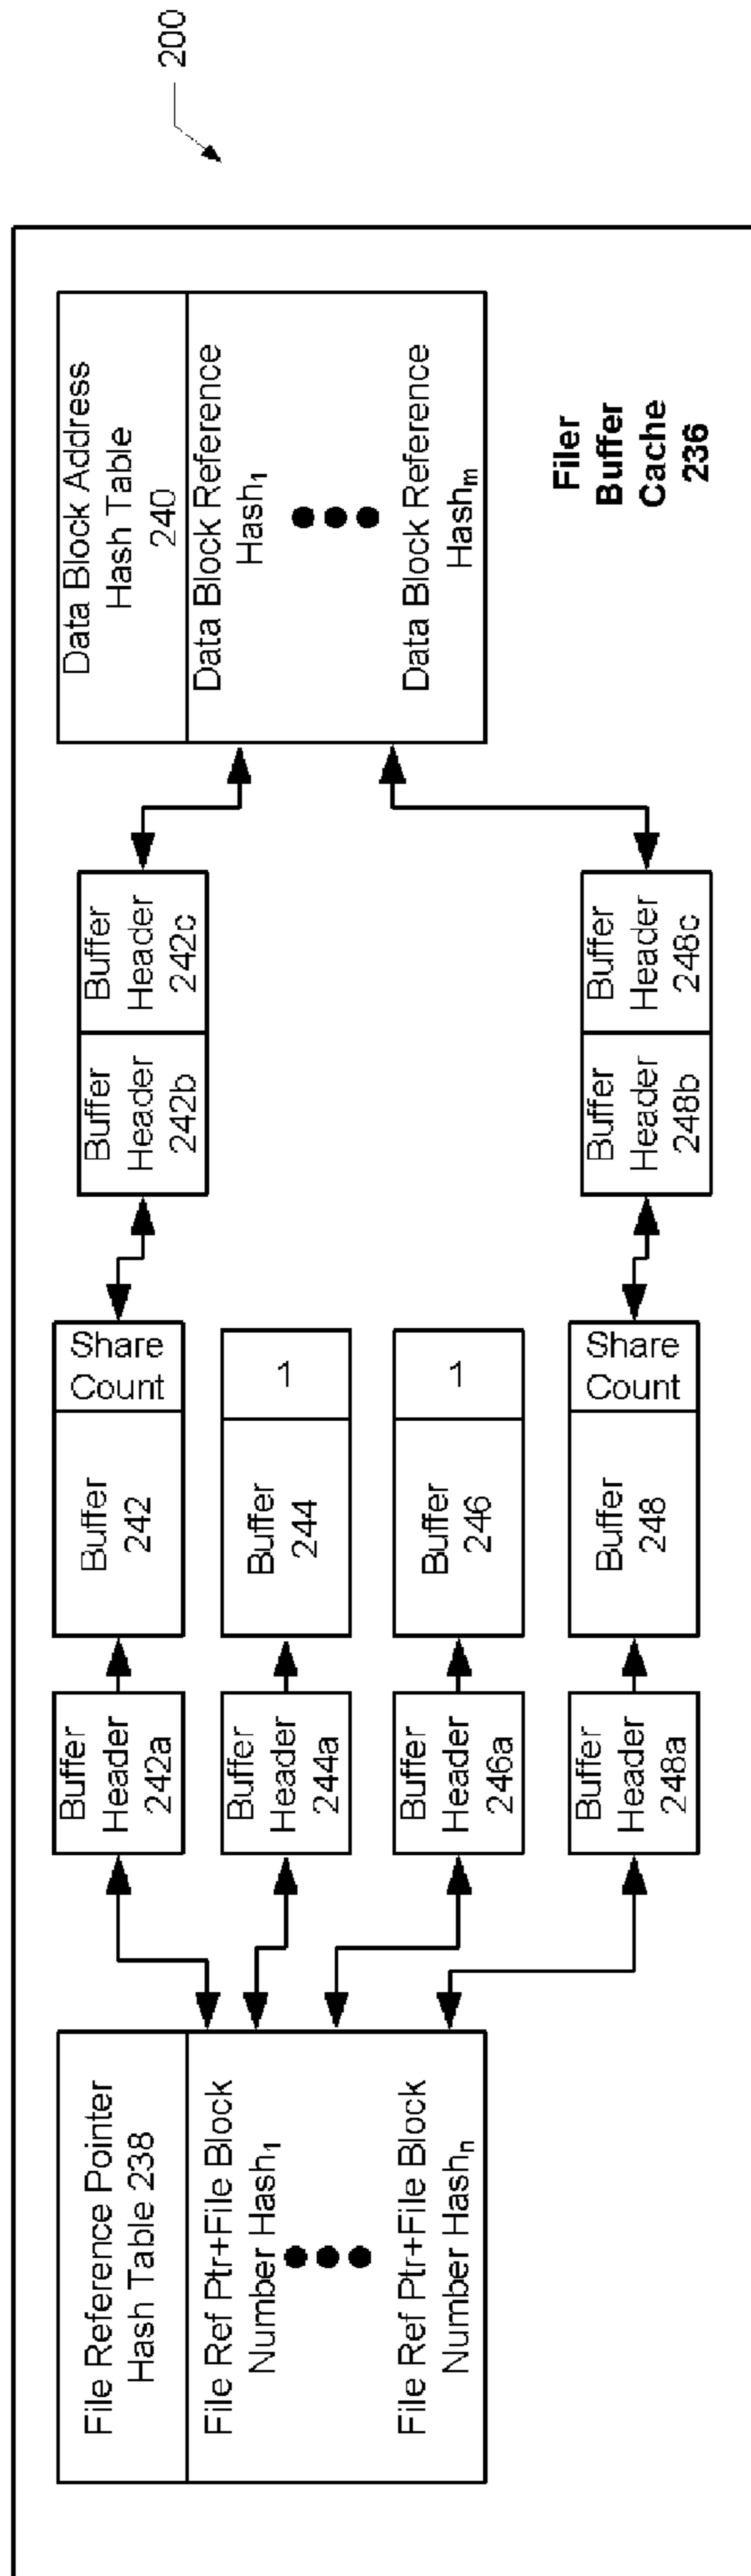 200
File Reference Pointer
Hash Table 238
File Ref Ptr+File Block
Number Hash1
File Ref Ptr+File Block
Number Hashn
Buffer
Header
242a
Buffer
242
Share
Count
Buffer
Header
242b
Buffer
Header
242c
Buffer
Header
244a
Buffer
244
1
Buffer
Header
246a
Buffer
246
1
Buffer
Header
248a
Buffer
248
Share
Count
Buffer
Header
248b
Buffer
Header
248c
Data Block Address
Hash Table
240
Data Block Reference
Hash1
Data Block Reference
Hashm
Filer
Buffer
Cache
236